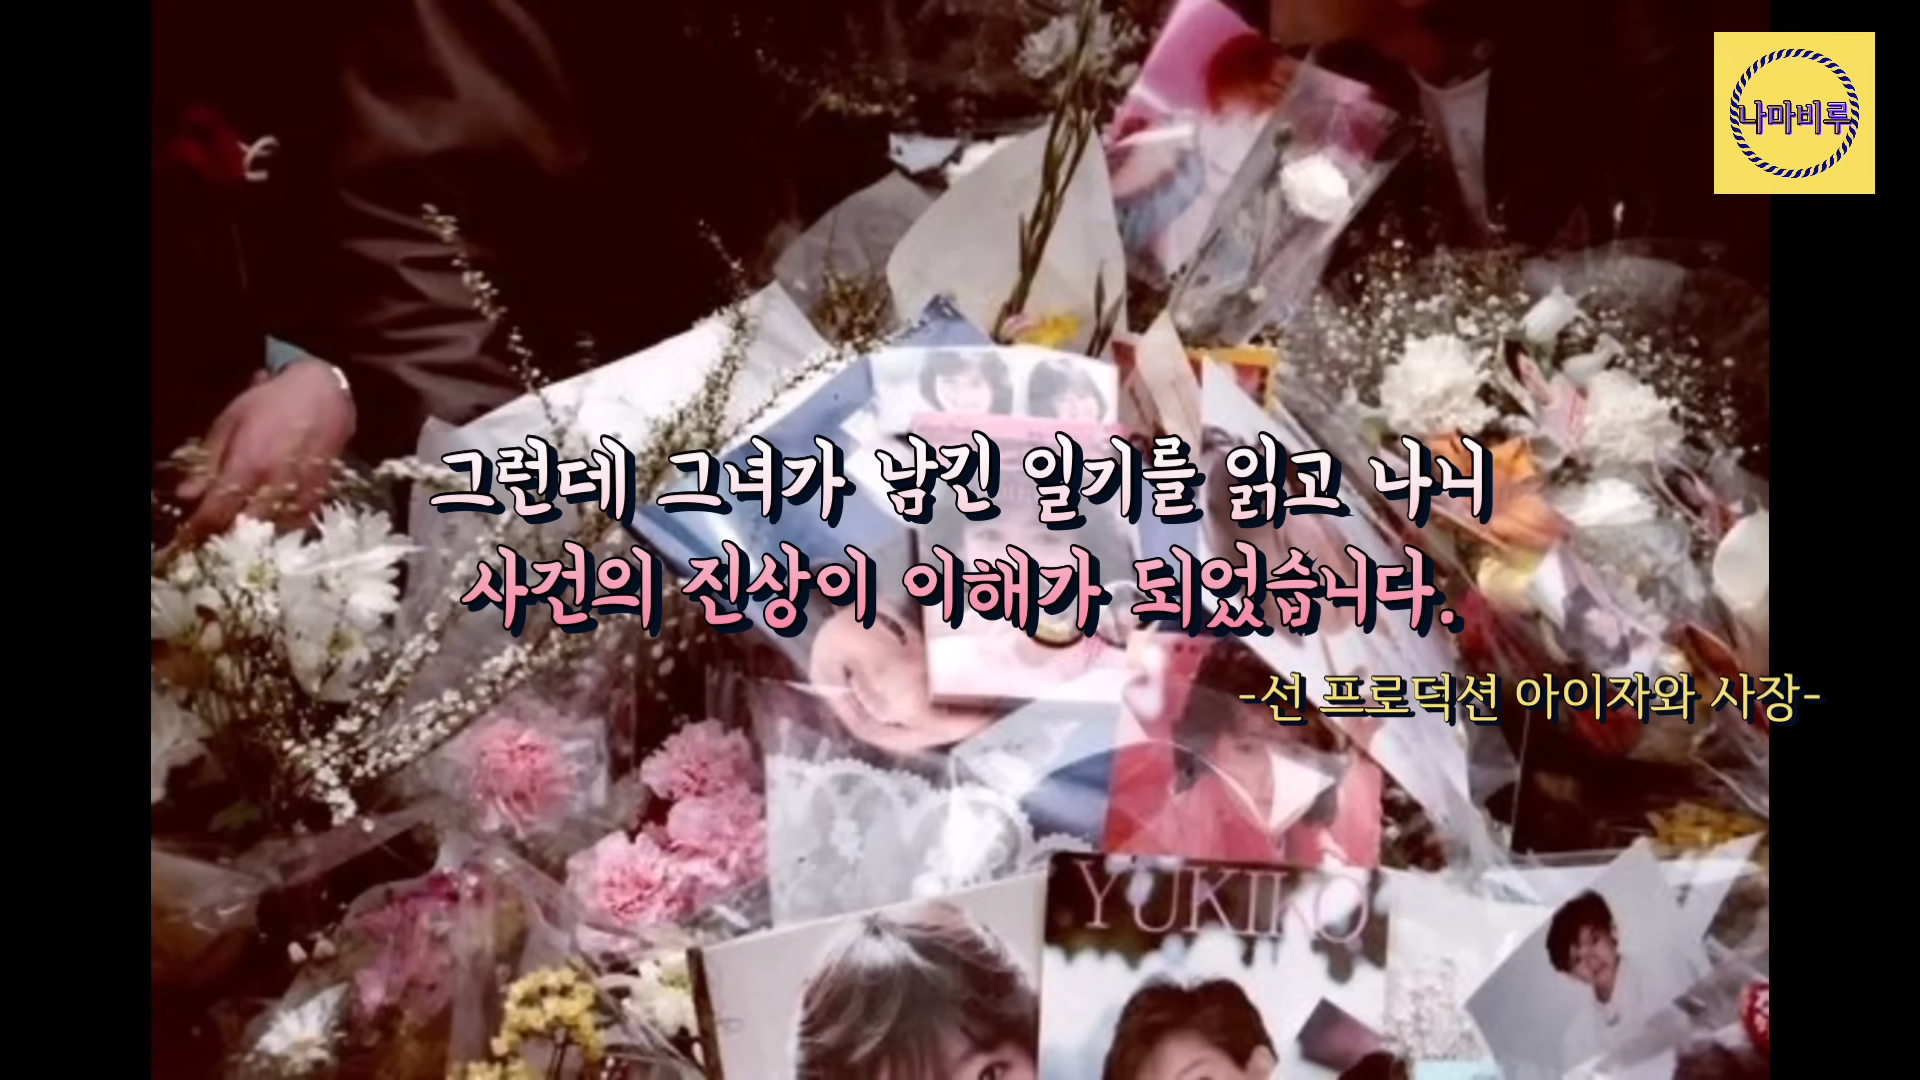 나마비루
그런데 그녀가 남긴 일기를 읽고 나니
사건의 진상이 이해가 되었습니다.
-선 프로덕션 아이자와 사장-
YUKIKO